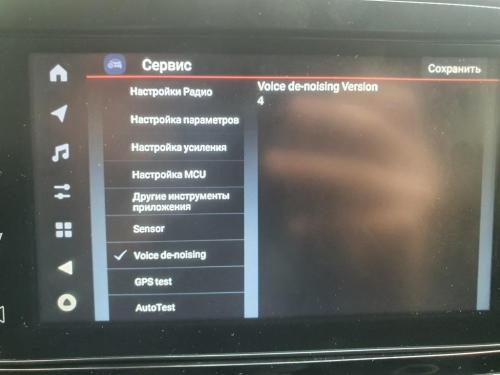 Сервис
Сохранить
Настройки Радио
Настройка параметров
Настройка усиления
Настройка MCU
Другие инструменты
приложения
Sensor
Voice de-noising
GPS test
AutoTest
Voice de-noising Version
4